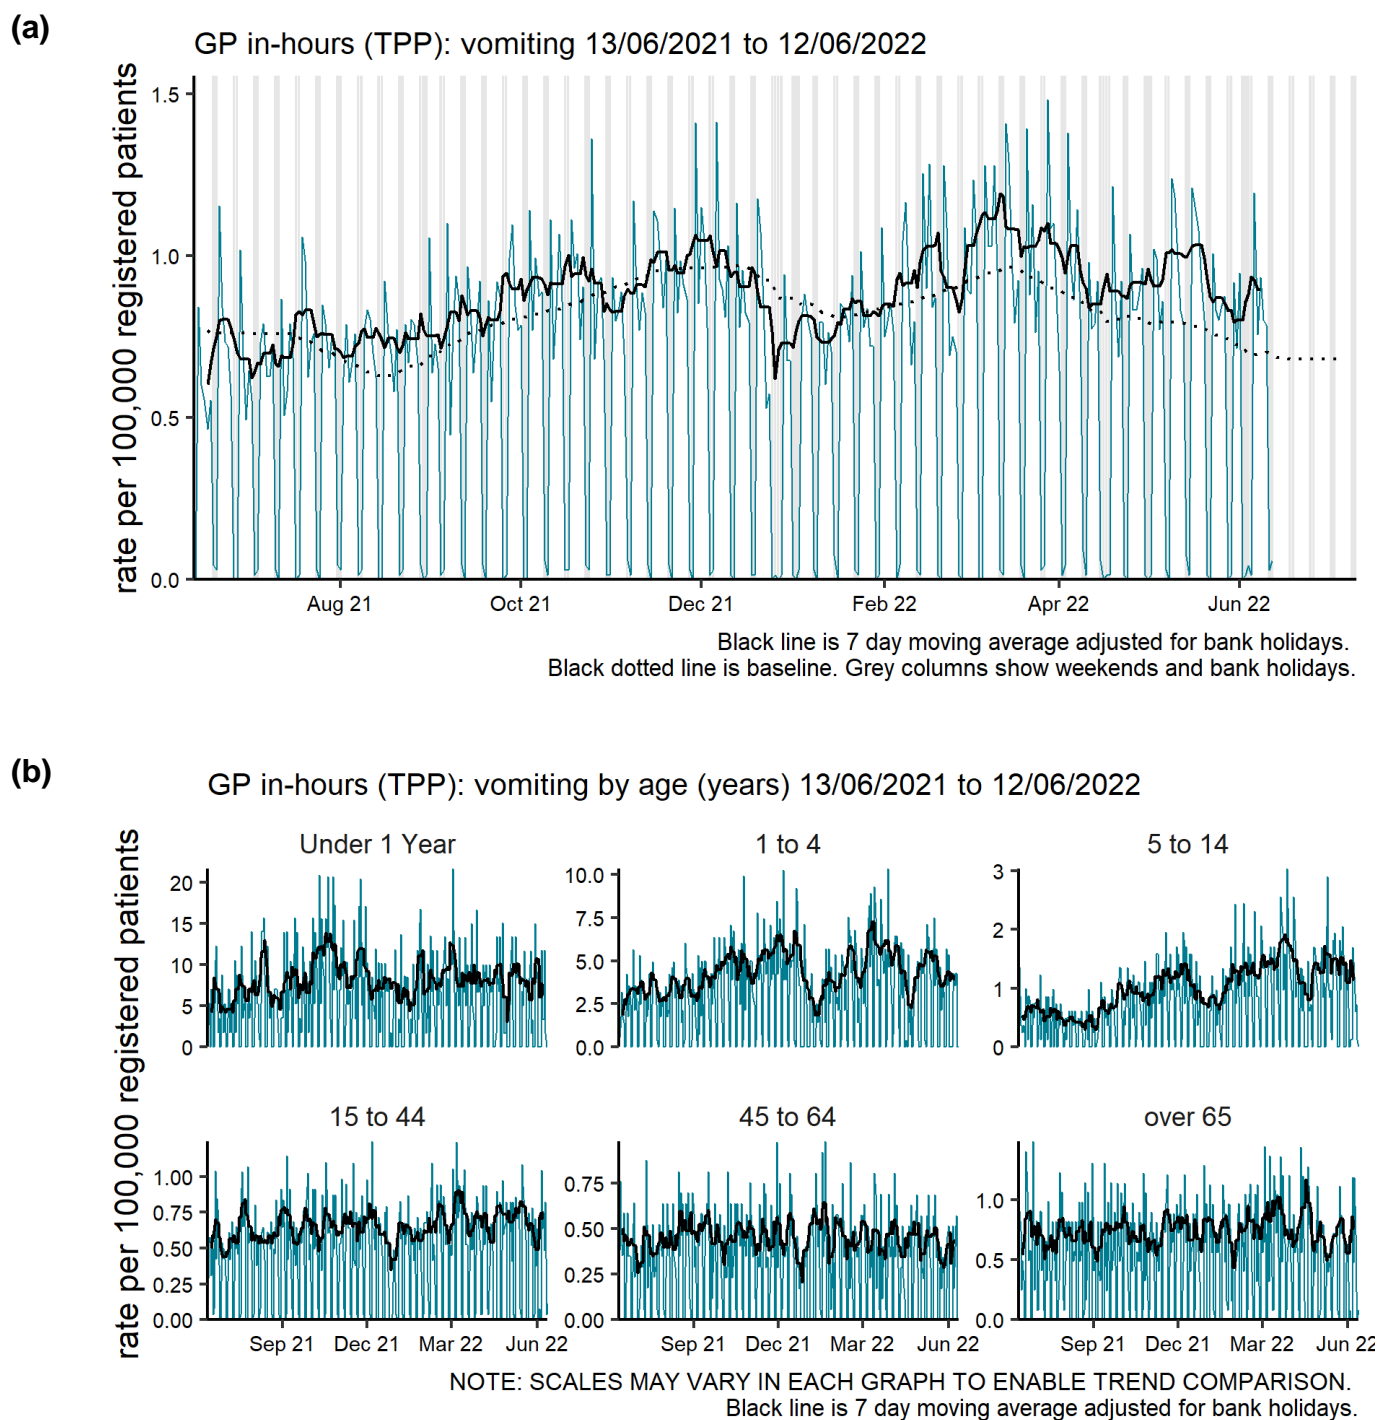 (a)
GP in-hours (TPP): vomiting 13/06/2021 to 12/06/2022
rate per 100,000 registered patients
1.5
1.0
0.5
0.0
Aug 21 Oct 21 Dec 21 Feb 22 Apr 22 Jun 22
Black line is 7 day moving average adjusted for bank holidays.
Black dotted line is baseline. Grey columns show weekends and bank holidays.
(b)
GP in-hours (TPP): vomiting by age (years) 13/06/2021 to 12/06/2022
rate per 100,000 registered patients
Under 1 Year
20
15
10
5
0
1 to 4
10.0
7.5
5.0
2.5
0.0
5 to 14
3
2
1
0
15 to 44
1.00
0.75
0.50
0.25
0.00
Sep 21 Dec 21 Mar 22 Jun 22
45 to 64
0.75
0.50
0.25
0.00
Sep 21 Dec 21 Mar 22 Jun 22
over 65
1.0
0.5
0.0
Sep 21 Dec 21 Mar 22 Jun 22
NOTE: SCALES MAY VARY IN EACH GRAPH TO ENABLE TREND COMPARISON.
Black line is 7 day moving average adjusted for bank holidays.